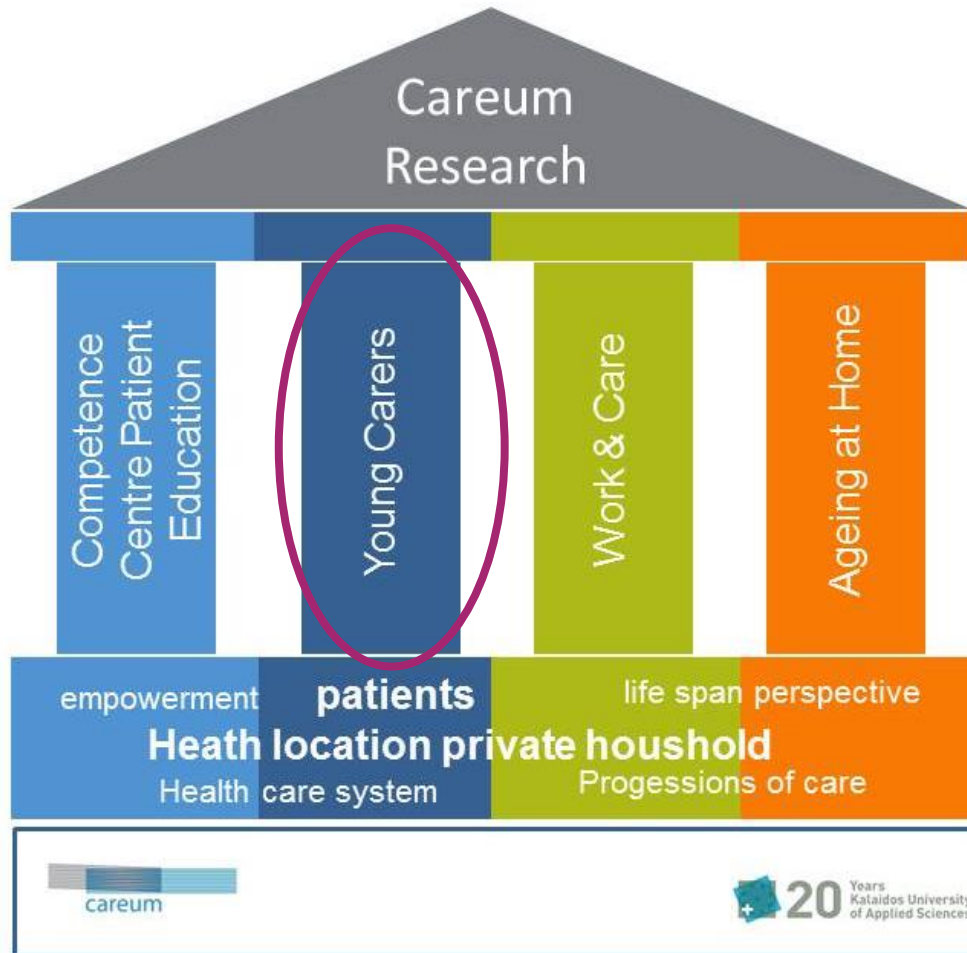 Careum
Research
Competence
Centre Patient
Education
Young Carers
Work & Care
Ageing at Home
empowerment
patients
life span perspective
Heath location private houshold
Health care system
Progessions of care
careum
20 Years
Kalaidos University
of Applied Sciences